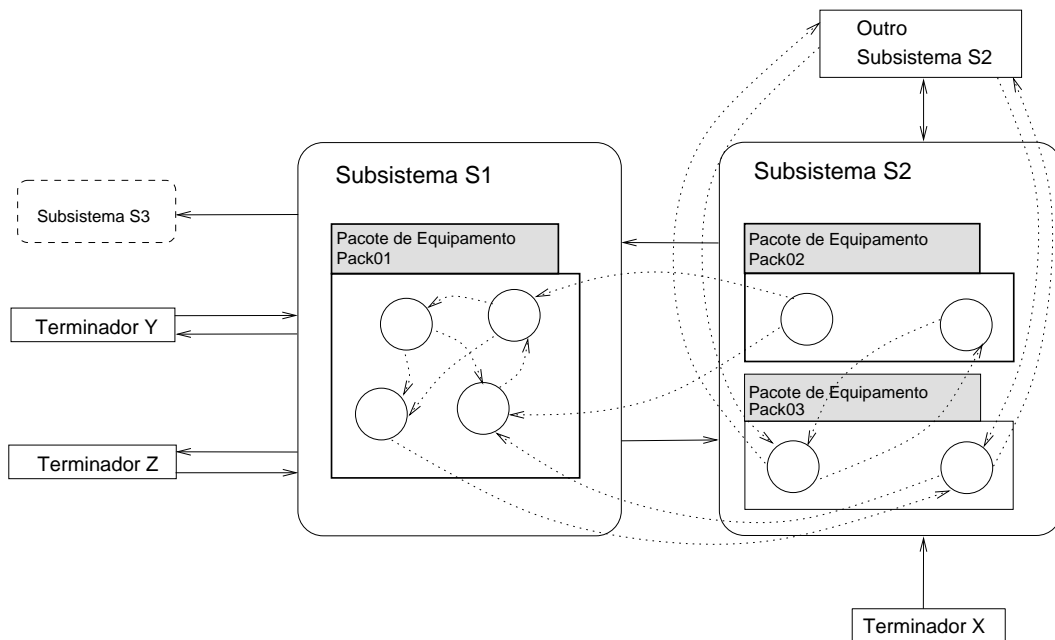 Outro
Subsistema S2
Subsistema S1
Subsistema S2
Subsistema S3
Pacote de Equipamento
Pack01
Pacote de Equipamento
Pack02
Terminador Y
Pacote de Equipamento
Pack03
Terminador Z
Terminador X